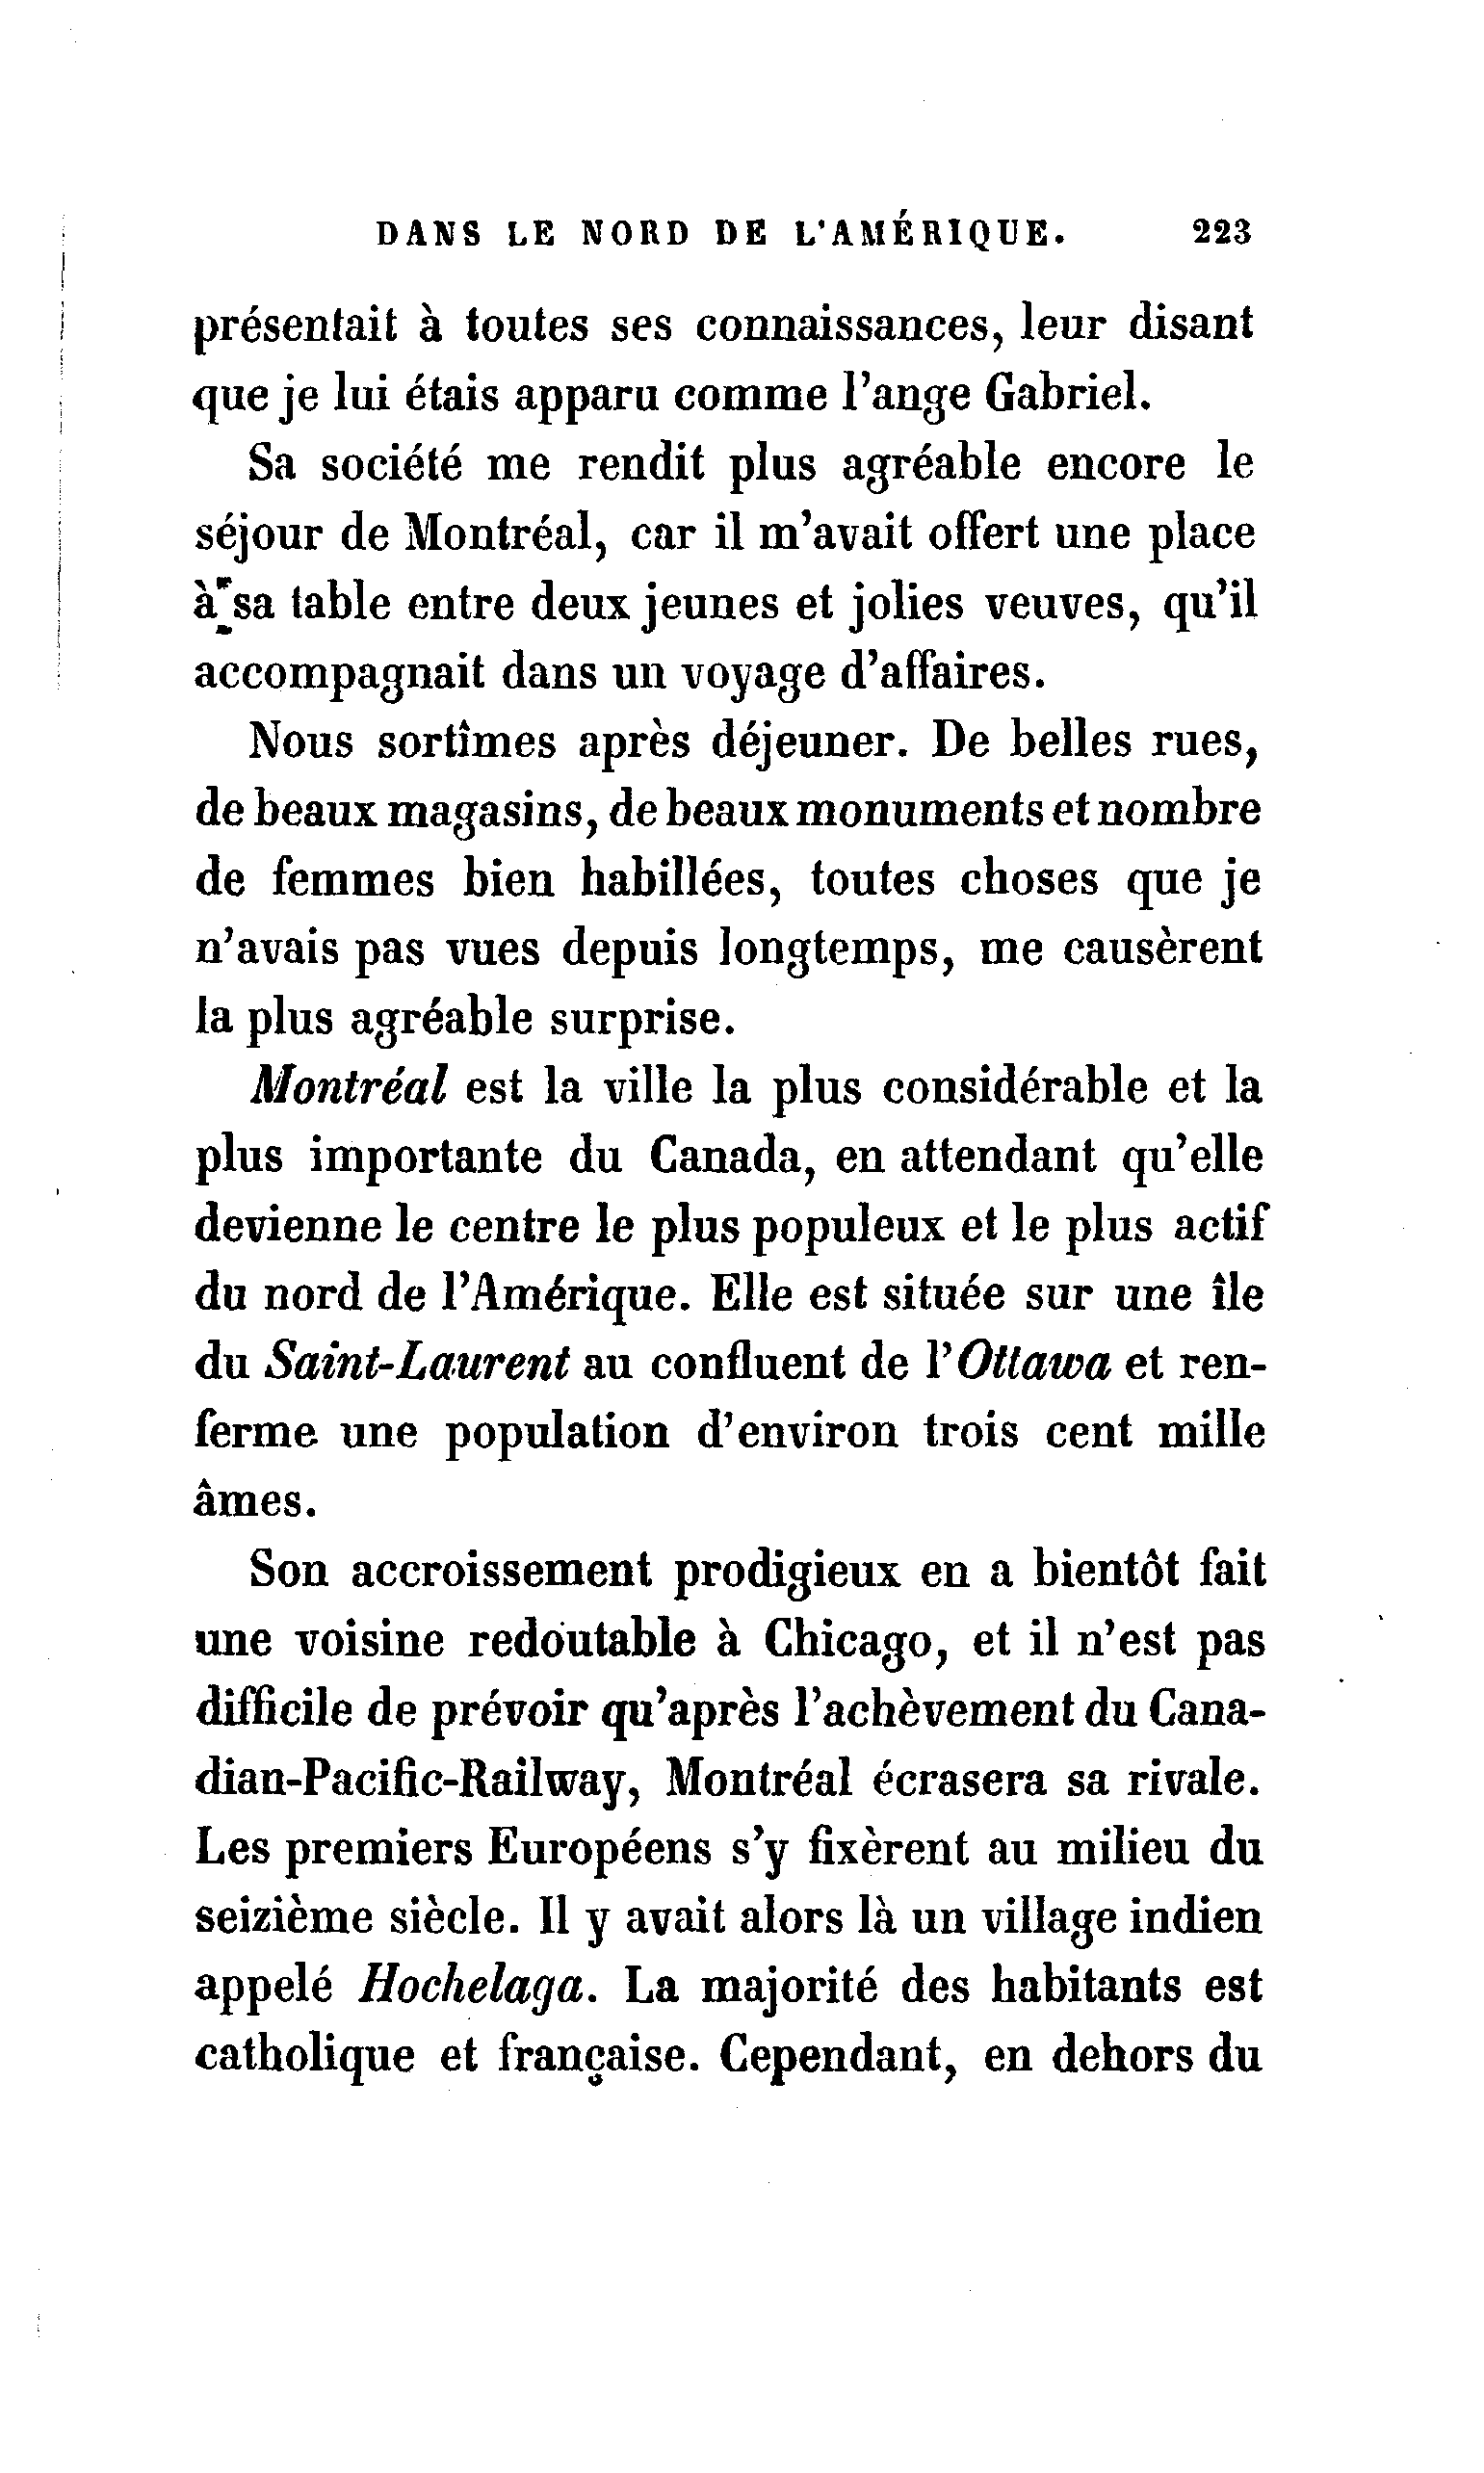 DANS LE NORD DE L'AMÉRIQUE. 223
présentait à toutes ses connaissances, leur disant
que je lui étais apparu comme l'ange Gabriel.
Sa société me rendit plus agréable encore le
séjour de Montréal, car il m'avait offert une place
à sa table entre deux jeunes et jolies veuves, qu'il
accompagnait dans un voyage d'affaires.
Nous sortîmes après déjeuner. De belles rues,
de beaux magasins, de beaux monuments et nombre
de femmes bien habillées, toutes choses que je
n'avais pas vues depuis longtemps, me causèrent
la plus agréable surprise.
Montréal est la ville la plus considérable et la
plus importante du Canada, en attendant qu'elle
devienne le centre le plus populeux et le plus actif
du nord de l'Amérique. Elle est située sur une île
du Saint-Laurent au confluent de l'Ottawa et ren-
ferme une population d'environ trois cent mille
âmes.
Son accroissement prodigieux en a bientôt fait
une voisine redoutable à Chicago, et il n'est pas
difficile de prévoir qu'après l'achèvement du Cana-
dian-Pacific-Railway, Montréal écrasera sa rivale.
Les premiers Européens s'y fixèrent au milieu du
seizième siècle. Il y avait alors là un village indien
appelé Hochelaga. La majorité des habitants est
catholique et française. Cependant, en dehors du